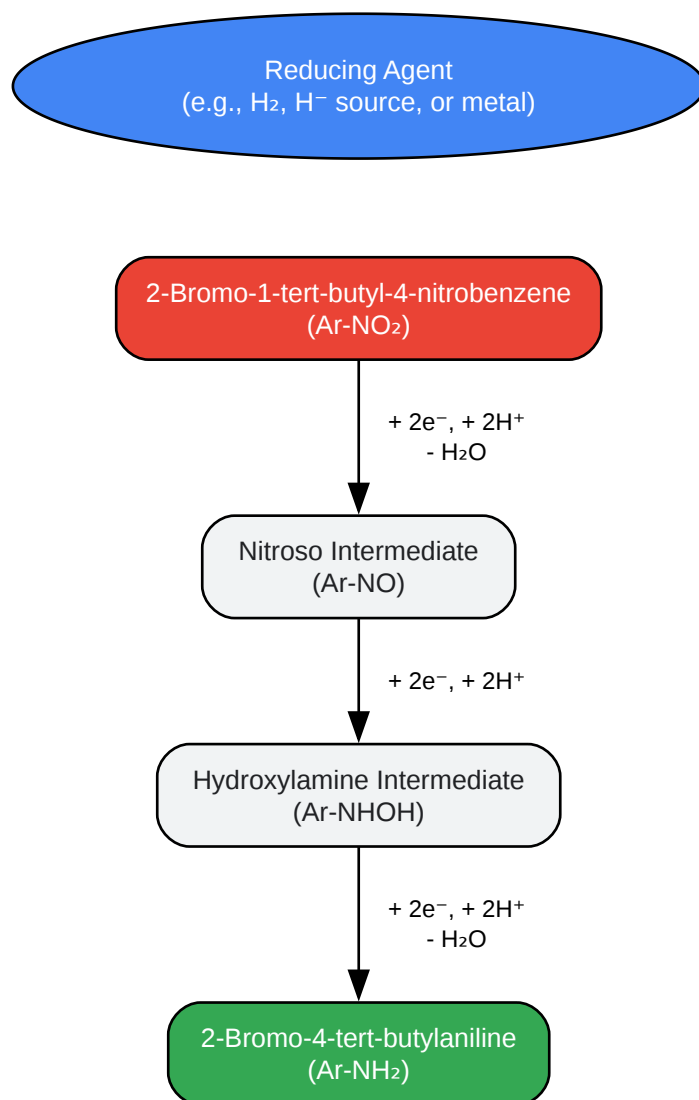 Reducing Agent
(e.g., H₂, H⁻ source, or metal)
2-Bromo-1-tert-butyl-4-nitrobenzene
(Ar-NO₂)
+ 2e⁻, + 2H⁺
- H₂O
Nitroso Intermediate
(Ar-NO)
+ 2e⁻, + 2H⁺
Hydroxylamine Intermediate
(Ar-NHOH)
+ 2e⁻, + 2H⁺
- H₂O
2-Bromo-4-tert-butylaniline
(Ar-NH₂)